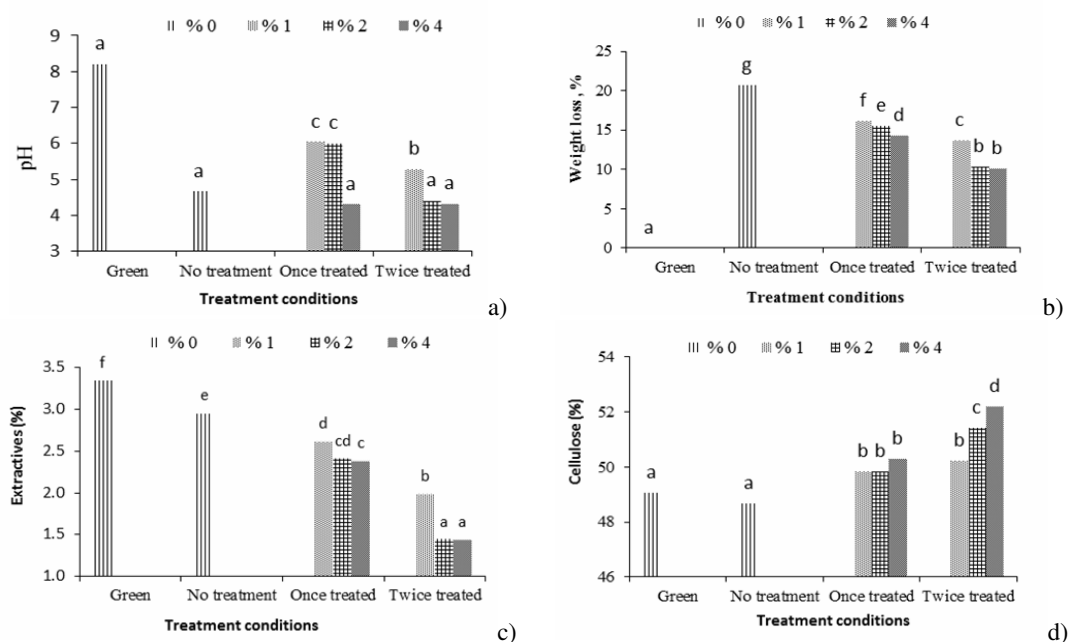 % 0 % 1 % 2 % 4
9
8
7
6
5
4
3
pH
a
a
c c a
b a a
Green No treatment Once treated Twice treated
Treatment conditions
a)
% 0 % 1 % 2 % 4
25
20
15
10
5
0
Weight loss , %
a
g
f e d
c b b
Green No treatment Once treated Twice treated
Treatment conditions
b)
% 0 % 1 % 2 % 4
3.5
3.0
2.5
2.0
1.5
1.0
Extractives (%)
f
e
d cd c
b a a
Green No treatment Once treated Twice treated
Treatment conditions
c)
% 0 % 1 % 2 % 4
54
52
50
48
46
Cellulose (%)
a
a
b b b
b c d
Green No treatment Once treated Twice treated
Treatment conditions
d)